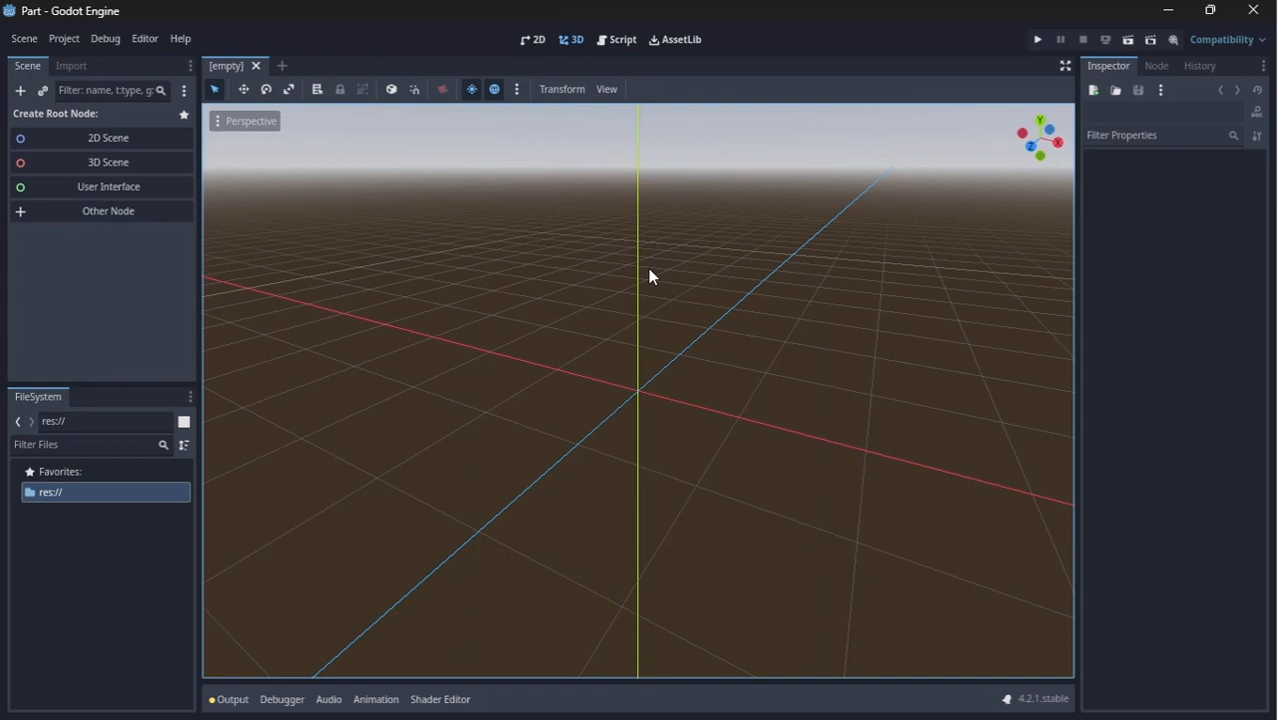 Part - Godot Engine
Scene Project Debug Editor Help
2D 3D Script AssetLib
Compatibility
Scene Import
[empty]
Inspector Node History
Filter: name, t:type, g:
Transform View
Create Root Node:
Perspective
Y
X
Z
Filter Properties
2D Scene
3D Scene
User Interface
Other Node
FileSystem
res://
Filter Files
Favorites:
res://
Output Debugger Audio Animation Shader Editor
4.2.1.stable